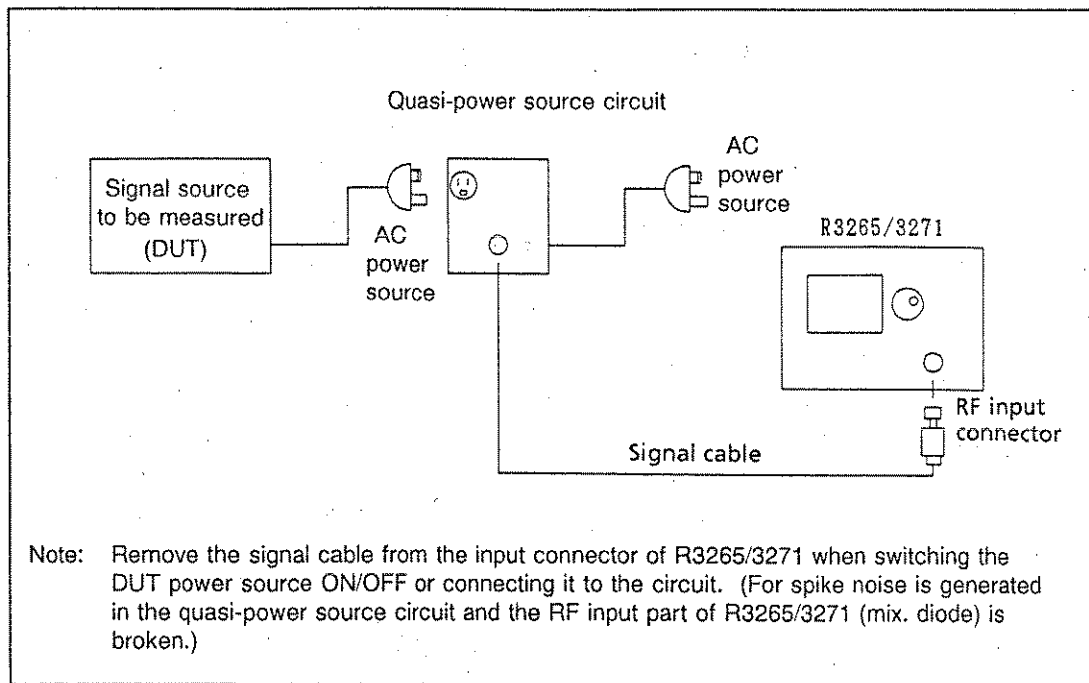 Quasi-power source circuit
Signal source
to be measured
(DUT)
AC
power
source
AC
power
source
R3265/3271
RF input
connector
Signal cable
Note: Remove the signal cable from the input connector of R3265/3271 when switching the
DUT power source ON/OFF or connecting it to the circuit. (For spike noise is generated
in the quasi-power source circuit and the RF input part of R3265/3271 (mix. diode) is
broken.)